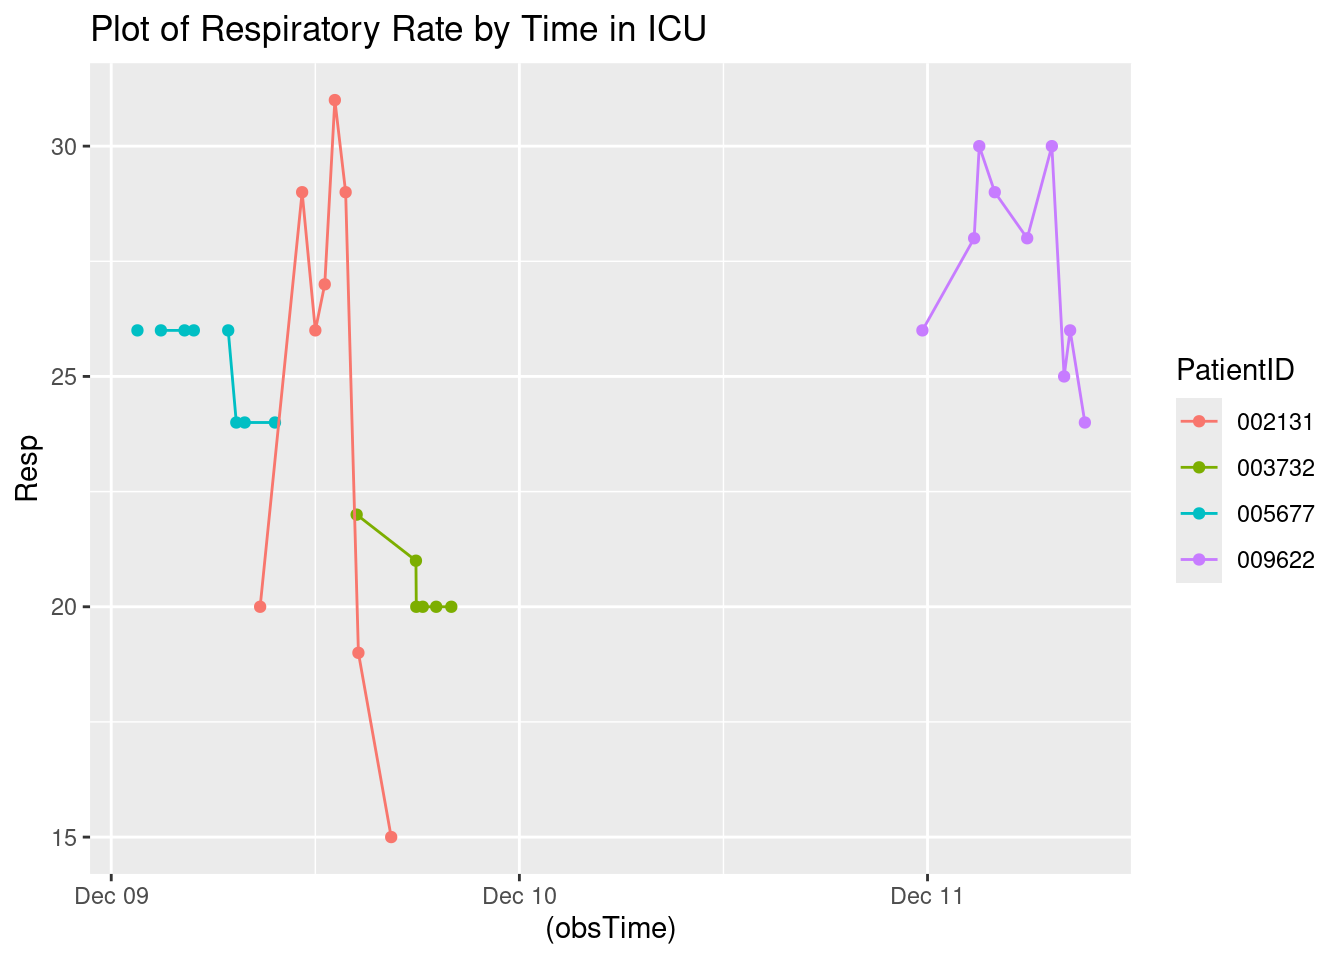 Plot of Respiratory Rate by Time in ICU
30
25
20
15
Resp
Dec 09
Dec 10
Dec 11
(obsTime)
PatientID
002131
003732
005677
009622